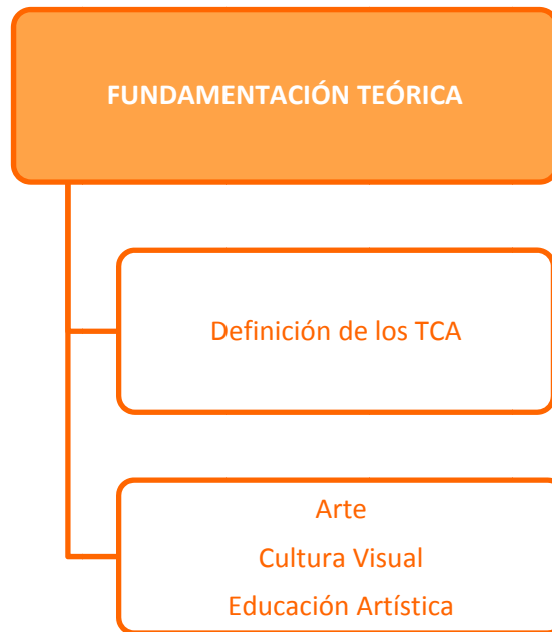 FUNDAMENTACIÓN TEÓRICA
Definición de los TCA
Arte
Cultura Visual
Educación Artística